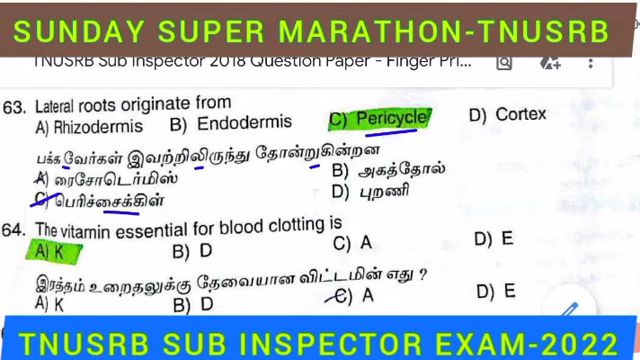 SUNDAY SUPER MARATHON-TNUSRB
TNUSRB Sub Inspector 2018 Question Paper - Finger Pri...
63. Lateral roots originate from
A) Rhizodermis B) Endodermis C) Pericycle D) Cortex
பக்க வேர்கள் இவற்றிலிருந்து தோன்றுகின்றன
A) ரைசோடெர்மிஸ் B) அகத்தோல்
C) பெரிச்சைக்கிள் D) புறணி
64. The vitamin essential for blood clotting is
A) K B) D C) A D) E
இரத்தம் உறைதலுக்கு தேவையான விட்டமின் எது ?
A) K B) D C) A D) E
TNUSRB SUB INSPECTOR EXAM-2022